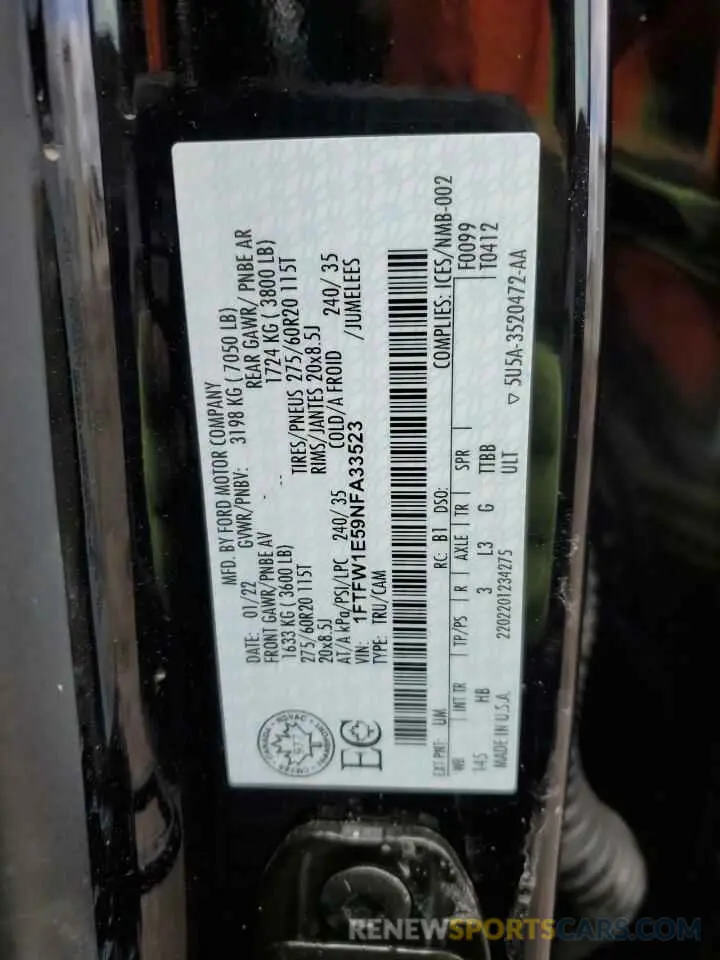 MFD. BY FORD MOTOR COMPANY
DATE: 01/22 GVWR/PNBV: 3198 KG ( 7050 LB)
FRONT GAWR/PNBE AV REAR GAWR/ PNBE AR
1633 KG ( 3600 LB) 1724 KG ( 3800 LB)
275/60R20 115T TIRES/PNEUS 275/60R20 115T
20x8.5J RIMS/JANTES 20x8.5J
AT/A kPa/PSI/LPC 240/ 35 COLD/A FROID 240/ 35
VIN: 1FTFW1E59NFA33523 /JUMELEES
TYPE: TRU/CAM
EC
EXT PNT: UM RC: B1 DSO: COMPLIES: ICES/NMB-002
WB INT TR TP/PS R AXLE TR SPR F0099
145 HB 3 L3 G TTBB T0412
ULT
MADE IN U.S.A. 2202201234275 ▽ 5U5A-3520472-AA
RENEWSPORTSCARS.COM